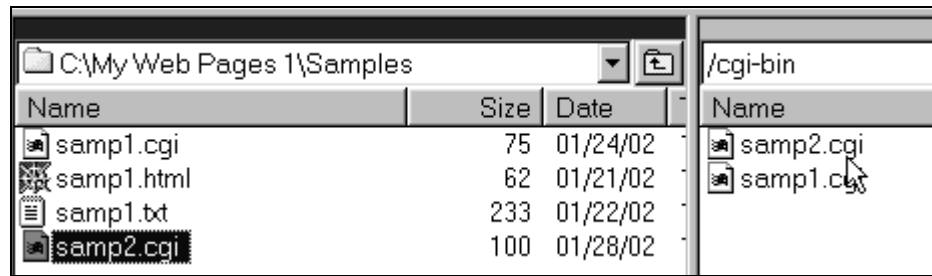 C:\My Web Pages 1\Samples /cgi-bin
Name Size Date Name
samp1.cgi 75 01/24/02 samp2.cgi
samp1.html 62 01/21/02 samp1.cgi
samp1.txt 233 01/22/02
samp2.cgi 100 01/28/02